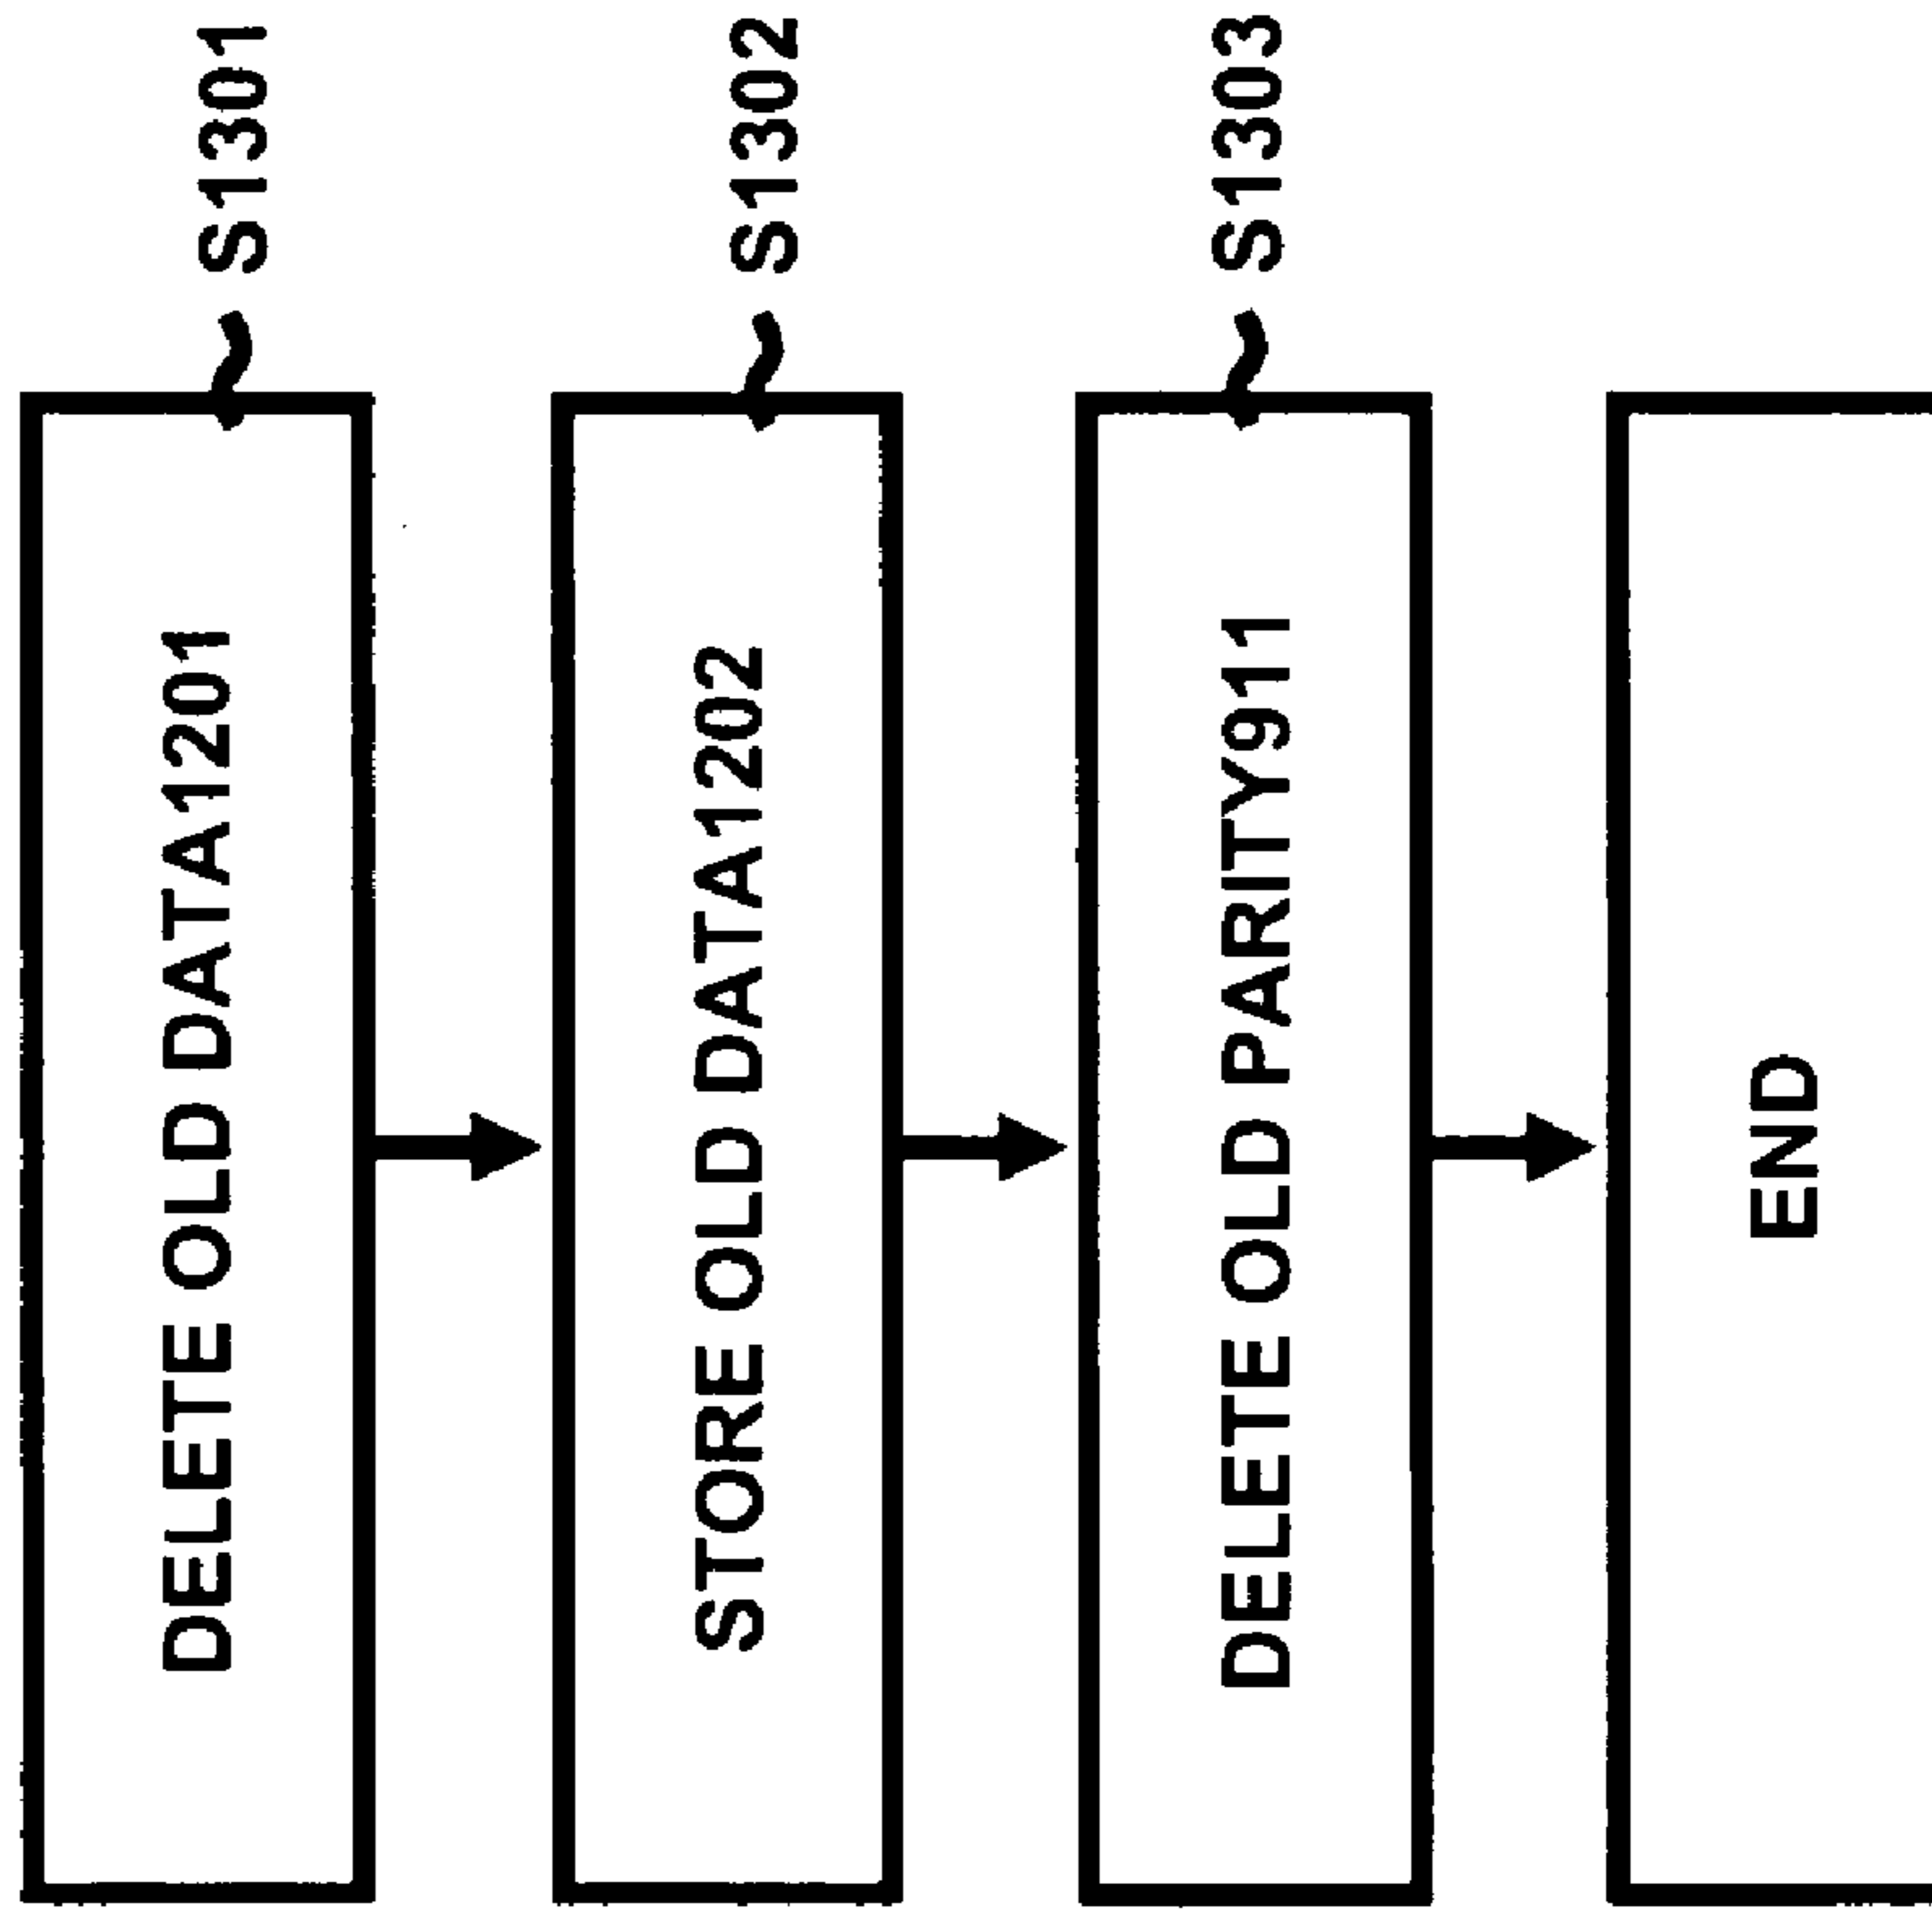 DELETE OLD DATA1201
S1301
STORE OLD DATA1202
S1302
DELETE OLD PARITY911
S1303
END